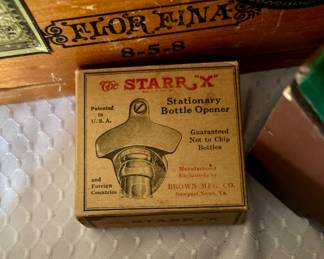 FLOR FINA
8-5-8
The STARR "X"
Stationary
Bottle Opener
Patented
in
U.S.A.
Guaranteed
Not to Chip
Bottles
and
Foreign
Countries
Manufactured
Exclusively by
BROWN MFG. CO.
Newport News, Va.
STARR "X"